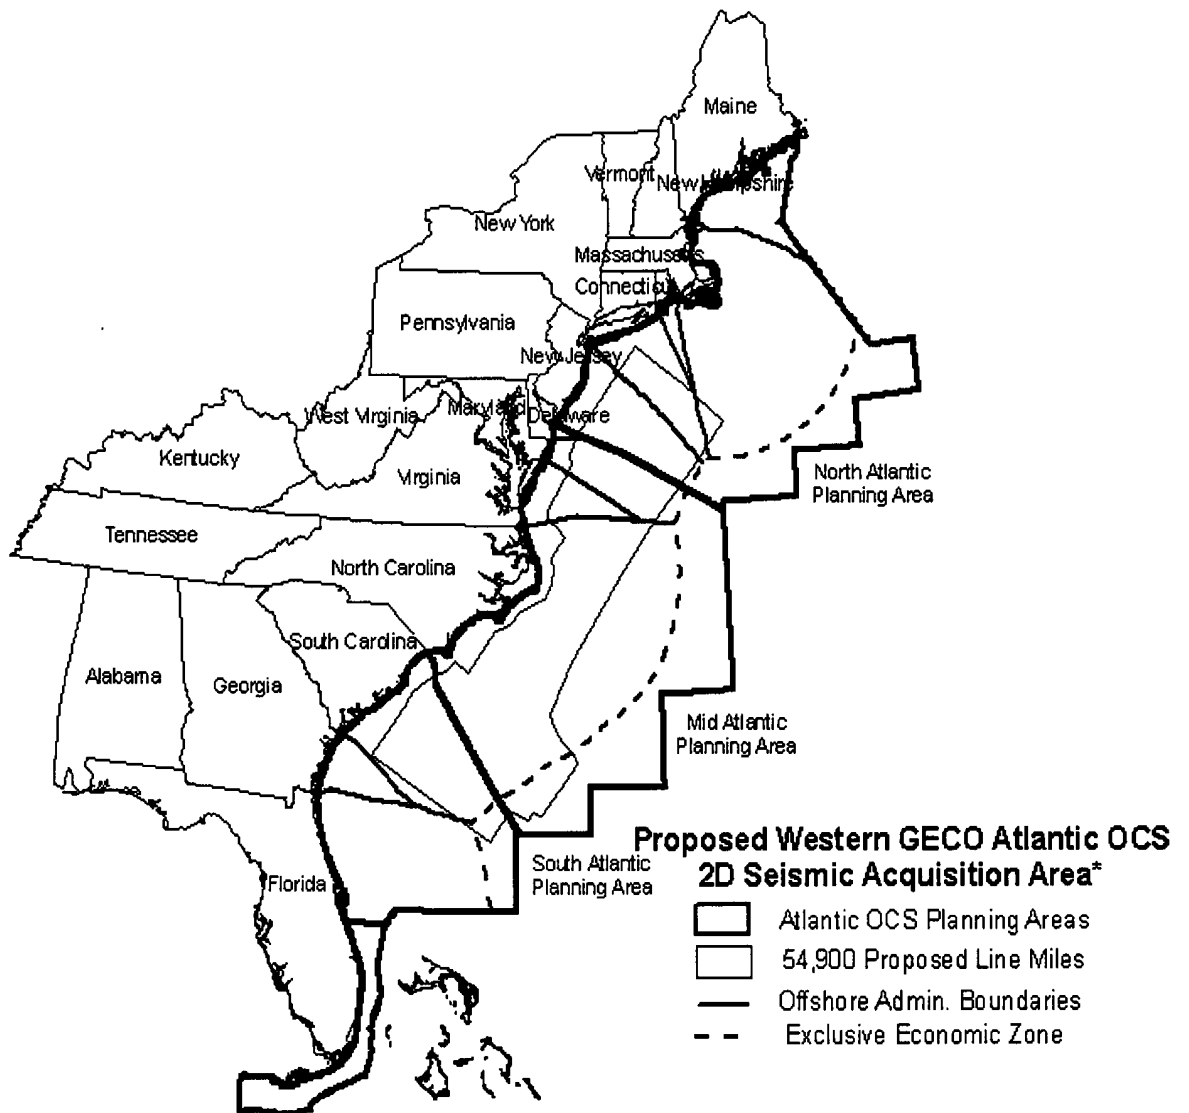 Maine
Vermont
New Hampshire
New York
Massachusetts
Connecticut
Pennsylvania
New Jersey
West Virginia
Maryland
Delaware
Kentucky
Virginia
North Atlantic
Planning Area
Tennessee
North Carolina
South Carolina
Alabama
Georgia
Mid Atlantic
Planning Area
Proposed Western GECO Atlantic OCS
2D Seismic Acquisition Area*
South Atlantic
Planning Area
Florida
Atlantic OCS Planning Areas
54,900 Proposed Line Miles
Offshore Admin. Boundaries
Exclusive Economic Zone